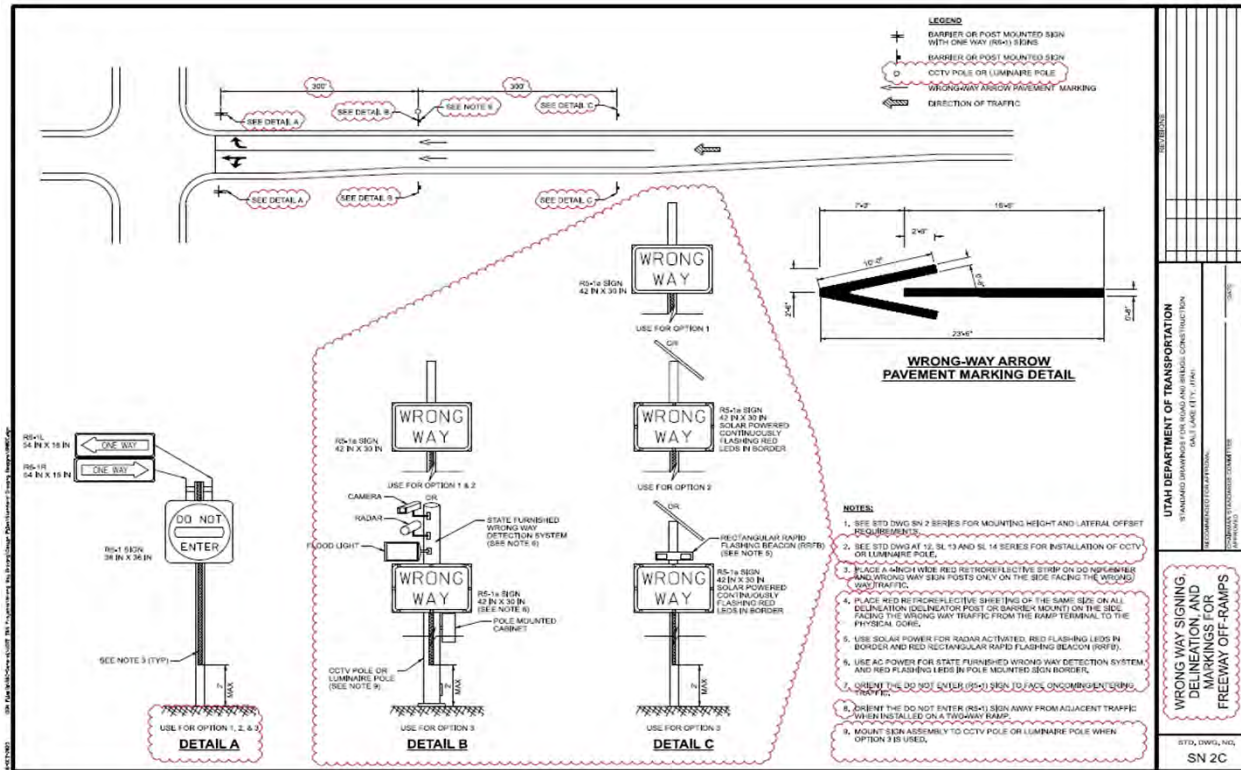 LEGEND
BARRIER OR POST MOUNTED SIGN
WITH ONE WAY (R6-1) SIGNS
BARRIER OR POST MOUNTED SIGN
CCTV POLE OR LUMINAIRE POLE
WRONG-WAY ARROW PAVEMENT MARKING
DIRECTION OF TRAFFIC
300'
300'
SEE DETAIL A
SEE DETAIL B
SEE NOTE 6
SEE DETAIL C
SEE DETAIL A
SEE DETAIL B
SEE DETAIL C
2'-6"
10'-0"
23'-6"
WRONG-WAY ARROW
PAVEMENT MARKING DETAIL
WRONG
WAY
R5-1a SIGN
42 IN X 30 IN
USE FOR OPTION 1
OR
WRONG
WAY
R5-1a SIGN
42 IN X 30 IN
SOLAR POWERED
CONTINUOUSLY
FLASHING RED
LEDS IN BORDER
USE FOR OPTION 2
OR
RECTANGULAR RAPID
FLASHING BEACON (RRFB)
(SEE NOTE 5)
WRONG
WAY
R5-1a SIGN
42 IN X 30 IN
SOLAR POWERED
CONTINUOUSLY
FLASHING RED
LEDS IN BORDER
2'
MAX
USE FOR OPTION 3
DETAIL C
WRONG
WAY
R5-1a SIGN
42 IN X 30 IN
USE FOR OPTION 1 & 2
OR
CAMERA
RADAR
FLOOD LIGHT
STATE FURNISHED
WRONG WAY
DETECTION SYSTEM
(SEE NOTE 6)
WRONG
WAY
R5-1a SIGN
42 IN X 30 IN
(SEE NOTE 6)
POLE MOUNTED
CABINET
CCTV POLE OR
LUMINAIRE POLE
(SEE NOTE 9)
2'
MAX
USE FOR OPTION 3
DETAIL B
R6-1L
54 IN X 18 IN
ONE WAY
R6-1R
54 IN X 18 IN
ONE WAY
DO NOT
ENTER
R5-1 SIGN
36 IN X 36 IN
SEE NOTE 3 (TYP)
2'
MAX
USE FOR OPTION 1, 2, & 3
DETAIL A
NOTES:
1. SEE STD DWG SN 2 SERIES FOR MOUNTING HEIGHT AND LATERAL OFFSET
REQUIREMENTS.
2. SEE STD DWG AT 12, SL 13 AND SL 14 SERIES FOR INSTALLATION OF CCTV
OR LUMINAIRE POLE.
3. PLACE A 4-INCH WIDE RED RETROREFLECTIVE STRIP ON DO NOT ENTER
AND WRONG WAY SIGN POSTS ONLY ON THE SIDE FACING THE WRONG
WAY TRAFFIC.
4. PLACE RED RETROREFLECTIVE SHEETING OF THE SAME SIZE ON ALL
DELINEATION (DELINEATOR POST OR BARRIER MOUNT) ON THE SIDE
FACING THE WRONG WAY TRAFFIC FROM THE RAMP TERMINAL TO THE
PHYSICAL GORE.
5. USE SOLAR POWER FOR RADAR ACTIVATED, RED FLASHING LEDS IN
BORDER AND RED RECTANGULAR RAPID FLASHING BEACON (RRFB).
6. USE AC POWER FOR STATE FURNISHED WRONG WAY DETECTION SYSTEM
AND RED FLASHING LEDS IN POLE MOUNTED SIGN BORDER.
7. ORIENT THE DO NOT ENTER (R5-1) SIGN TO FACE ONCOMING/ENTERING
TRAFFIC.
8. ORIENT THE DO NOT ENTER (R5-1) SIGN AWAY FROM ADJACENT TRAFFIC
WHEN INSTALLED ON A TWO-WAY RAMP.
9. MOUNT SIGN ASSEMBLY TO CCTV POLE OR LUMINAIRE POLE WHEN
OPTION 3 IS USED.
REVISIONS
UTAH DEPARTMENT OF TRANSPORTATION
STANDARD DRAWINGS FOR ROAD AND BRIDGE CONSTRUCTION
SALT LAKE CITY, UTAH
RECOMMENDED FOR APPROVAL
CHAIRMAN STANDARDS COMMITTEE
APPROVED
DATE
WRONG WAY SIGNING,
DELINEATION, AND
MARKINGS FOR
FREEWAY OFF-RAMPS
STD. DWG. NO.
SN 2C